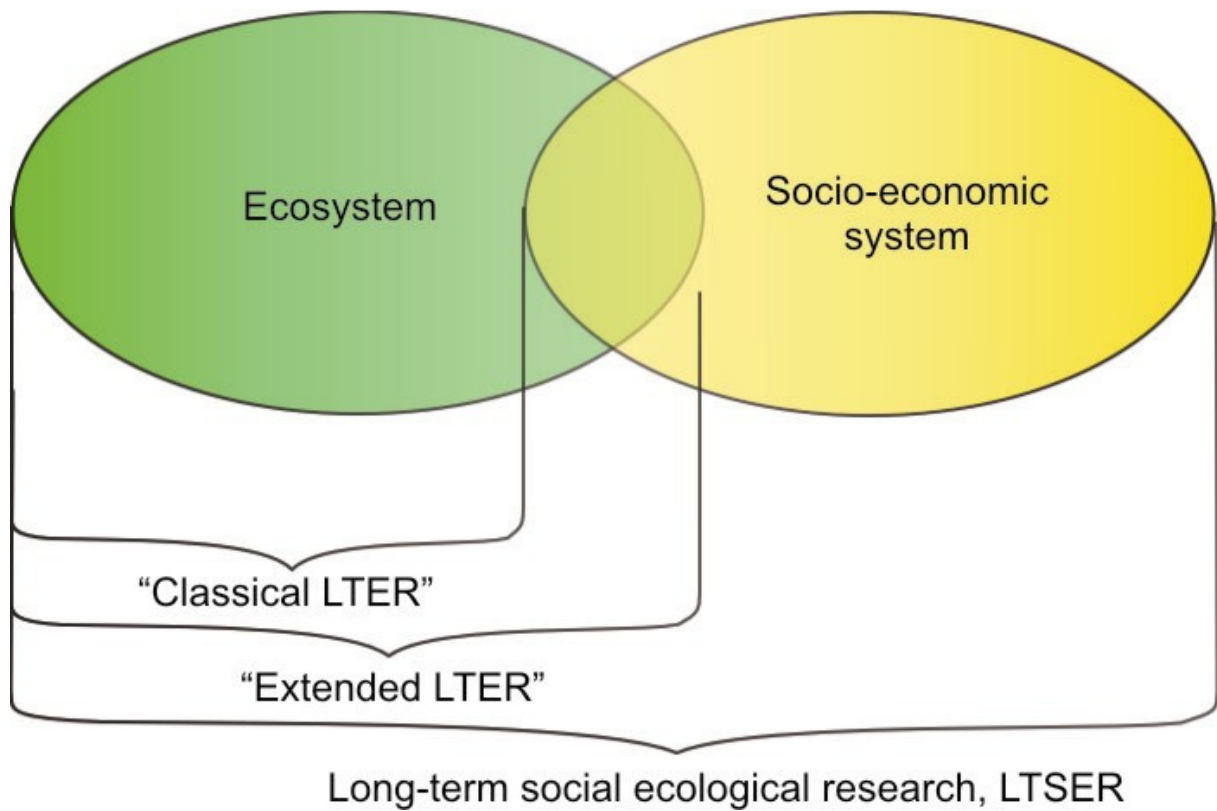 Ecosystem
Socio-economic
system
“Classical LTER”
“Extended LTER”
Long-term social ecological research, LTSER